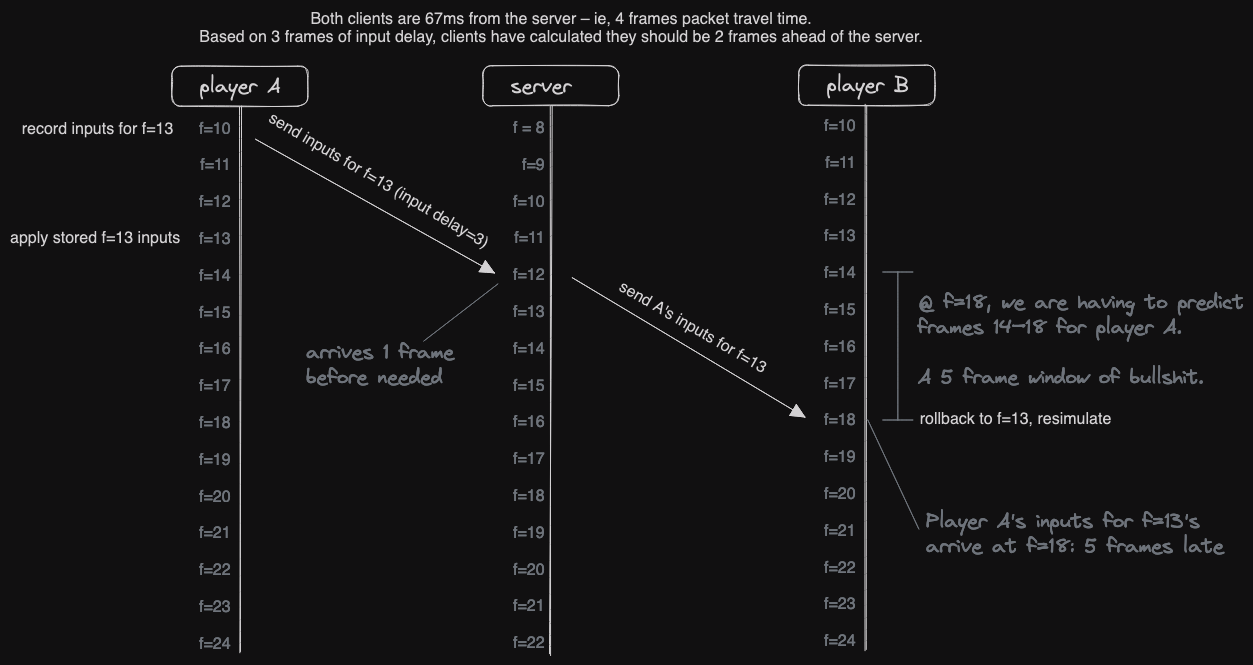 Both clients are 67ms from the server – ie, 4 frames packet travel time.
Based on 3 frames of input delay, clients have calculated they should be 2 frames ahead of the server.
player A
server
player B
record inputs for f=13
apply stored f=13 inputs
f=10
f=11
f=12
f=13
f=14
f=15
f=16
f=17
f=18
f=19
f=20
f=21
f=22
f=23
f=24
send inputs for f=13 (input delay=3)
arrives 1 frame
before needed
f = 8
f=9
f=10
f=11
f=12
f=13
f=14
f=15
f=16
f=17
f=18
f=19
f=20
f=21
f=22
send A's inputs for f=13
f=10
f=11
f=12
f=13
f=14
f=15
f=16
f=17
f=18
f=19
f=20
f=21
f=22
f=23
f=24
@ f=18, we are having to predict
frames 14-18 for player A.
A 5 frame window of bullshit.
rollback to f=13, resimulate
Player A's inputs for f=13's
arrive at f=18: 5 frames late